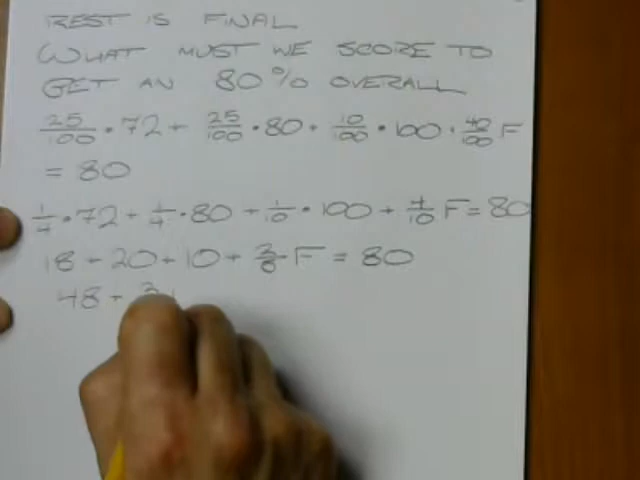 REST IS FINAL
WHAT MUST WE SCORE TO
GET AN 80% OVERALL
25/100 · 72 + 25/100 · 80 + 10/100 · 100 · 40/100 F
= 80
1/4 · 72 + 1/4 · 80 + 1/10 · 100 + 4/10 F = 80
18 + 20 + 10 + 2/8 F = 80
48 +